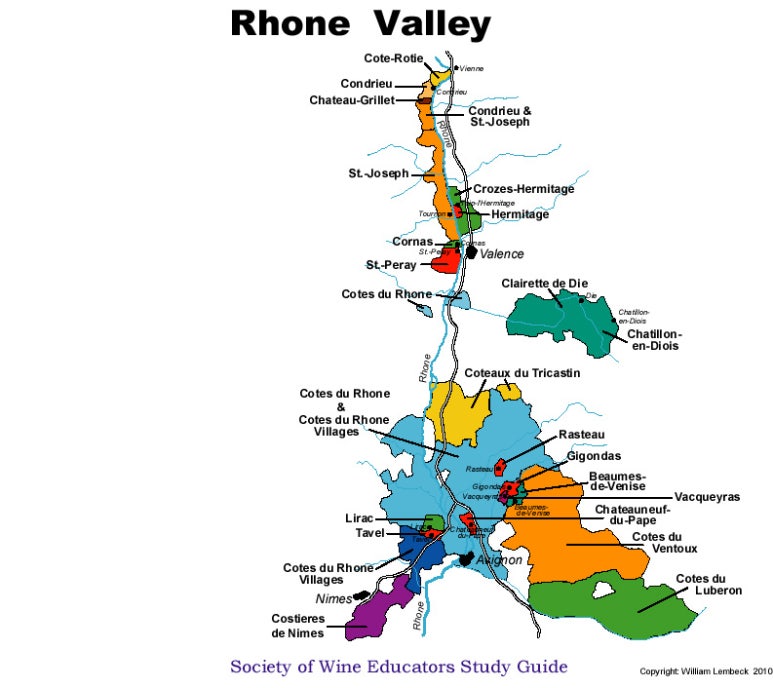 Rhone Valley
Cote-Rotie
Vienne
Condrieu
Condrieu
Chateau-Grillet
Condrieu &
St.-Joseph
Rhone
St.-Joseph
Crozes-Hermitage
Tournon
Hermitage
Cornas
Cornas
St.-Peray
Valence
St.-Peray
Clairette de Die
Cotes du Rhone
Die
Chatillon-
en-Diois
Chatillon-
en-Diois
Rhone
Coteaux du Tricastin
Cotes du Rhone
&
Cotes du Rhone
Villages
Rasteau
Rasteau
Gigondas
Beaumes-
de-Venise
Gigondas
Vacqueyras
Vacqueyras
Beaumes-
de-Venise
Chateauneuf-
du-Pape
Lirac
Lirac
Tavel
Tavel
Chateauneuf-
du-Pape
Cotes du
Ventoux
Avignon
Cotes du Rhone
Villages
Cotes du
Luberon
Nimes
Rhone
Costieres
de Nimes
Society of Wine Educators Study Guide
Copyright: William Lembeck 2010